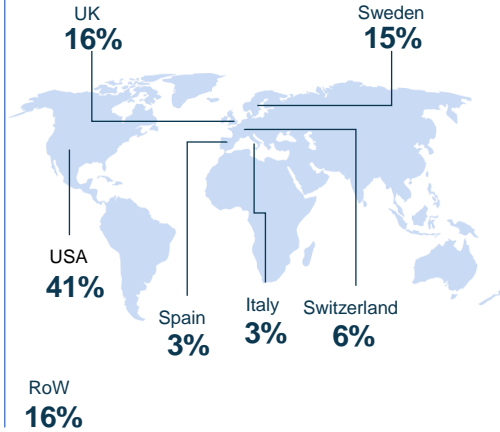 UK
16%
Sweden
15%
USA
41%
Spain
3%
Italy
3%
Switzerland
6%
RoW
16%